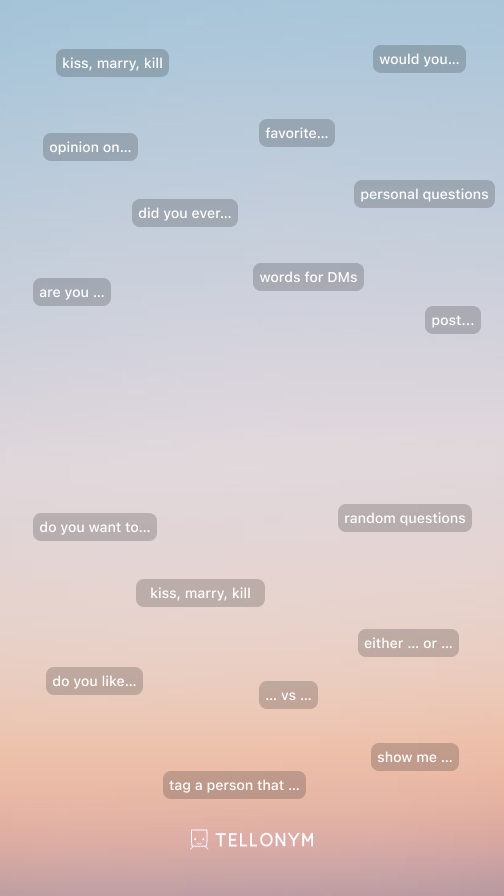 kiss, marry, kill
would you...
opinion on...
favorite...
personal questions
did you ever...
words for DMs
are you ...
post...
do you want to...
random questions
kiss, marry, kill
either ... or ...
do you like...
... vs ...
show me ...
tag a person that ...
TELLONYM